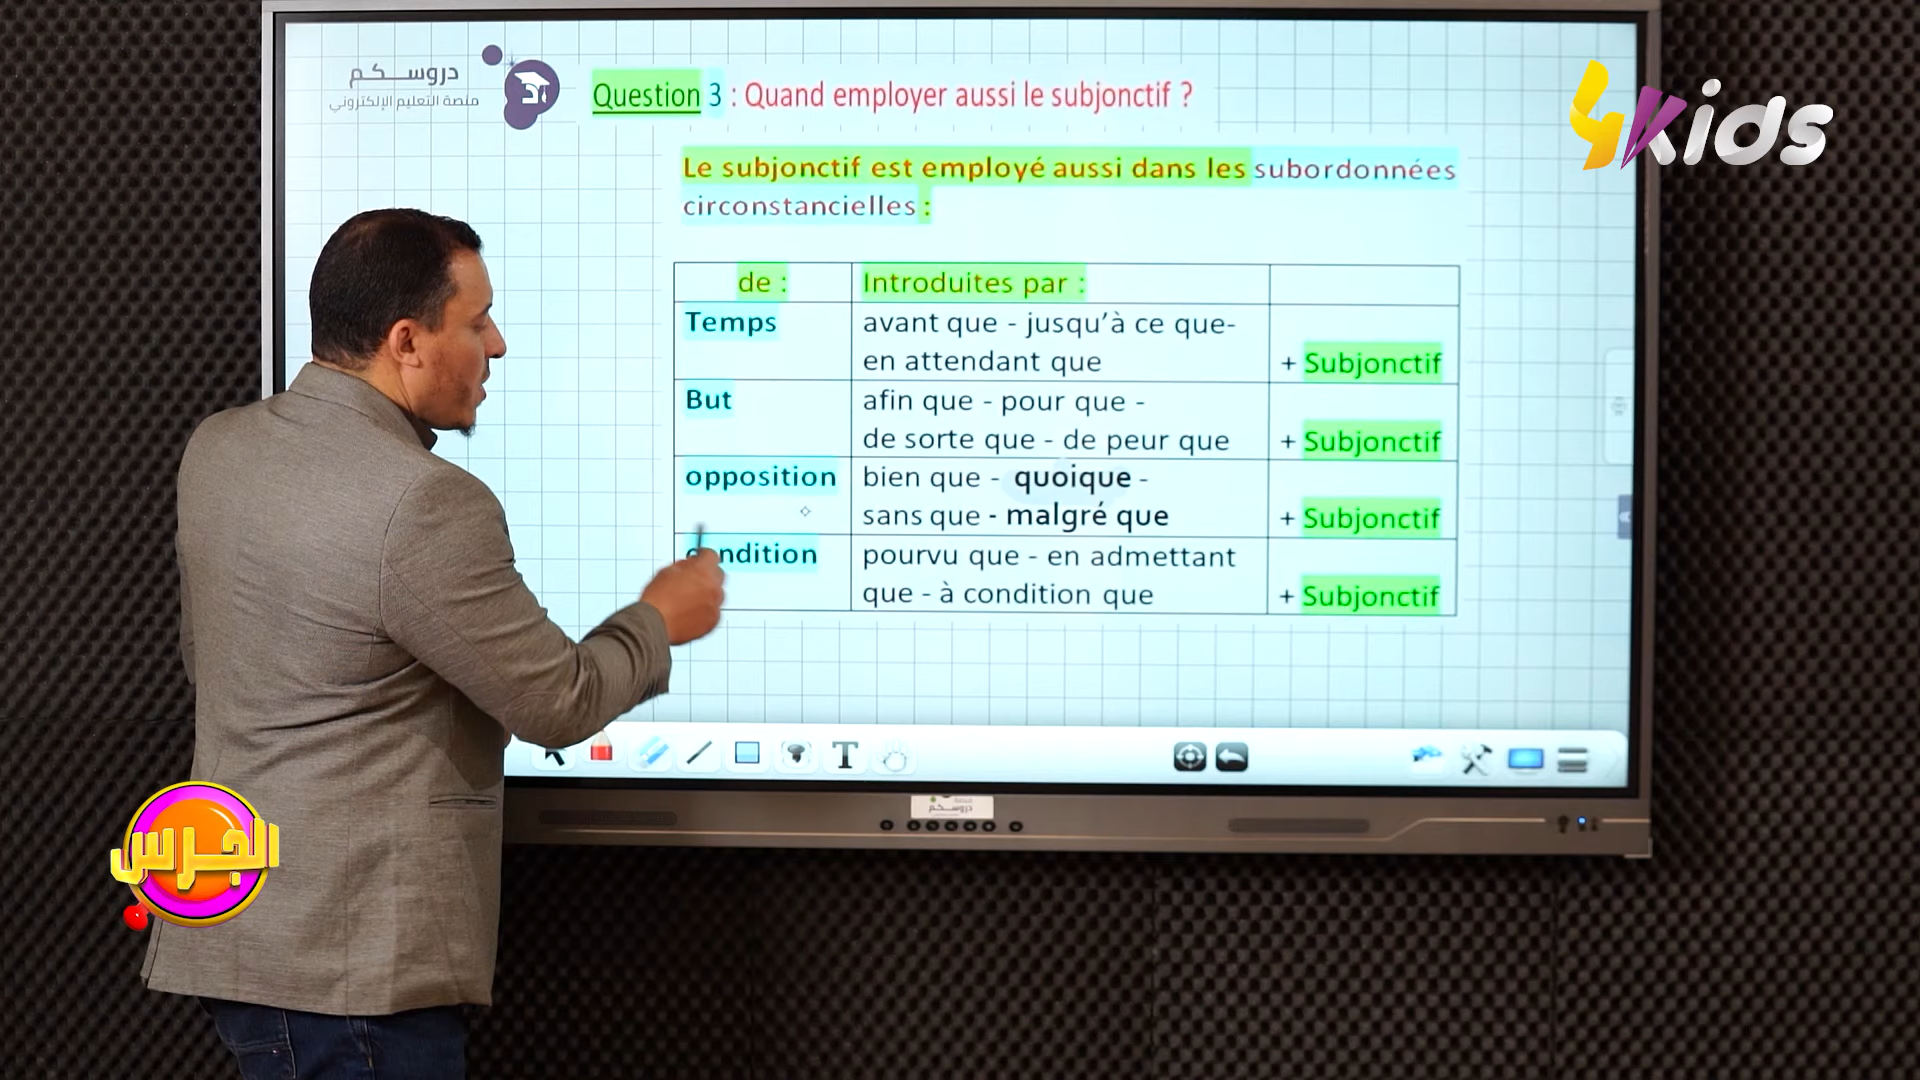 دروسكم
منصة التعليم الإلكتروني
Question 3 : Quand employer aussi le subjonctif ?
4Kids
Le subjonctif est employé aussi dans les subordonnées
circonstancielles :
de :
Introduites par :
Temps
avant que - jusqu’à ce que-
en attendant que
+ Subjonctif
But
afin que - pour que -
de sorte que - de peur que
+ Subjonctif
opposition
bien que - quoique -
sans que - malgré que
+ Subjonctif
condition
pourvu que - en admettant
que - à condition que
+ Subjonctif
T
دروسكم
الجرس